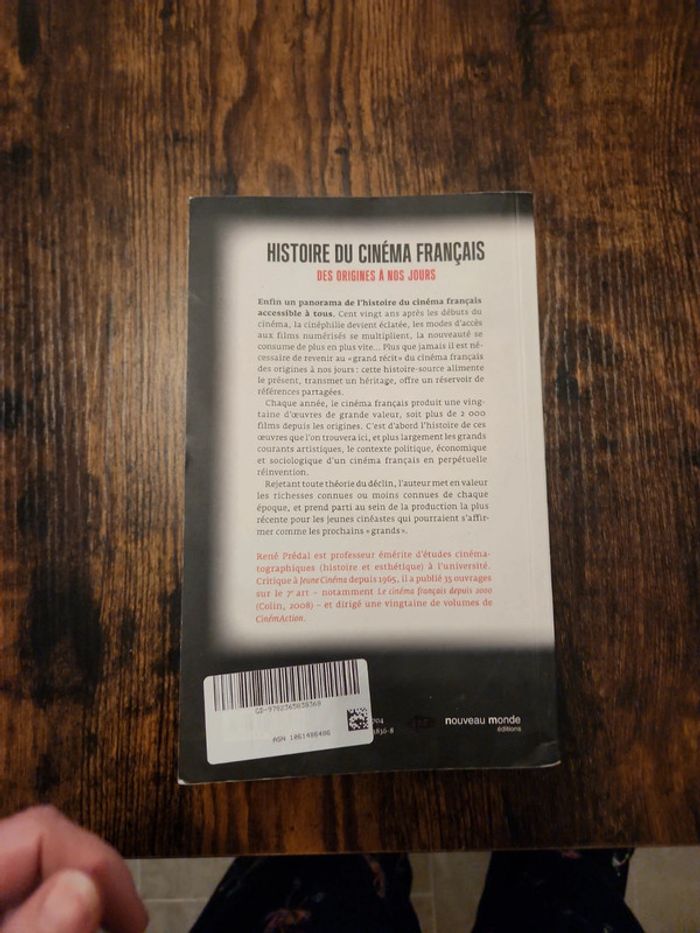 HISTOIRE DU CINÉMA FRANÇAIS
DES ORIGINES À NOS JOURS
Enfin un panorama de l'histoire du cinéma français
accessible à tous. Cent vingt ans après les débuts du
cinéma, la cinéphilie devient éclatée, les modes d'accès
aux films numérisés se multiplient, la nouveauté se
consume de plus en plus vite... Plus que jamais il est né-
cessaire de revenir au « grand récit » du cinéma français
des origines à nos jours : cette histoire-source alimente
le présent, transmet un héritage, offre un réservoir de
références partagées.
Chaque année, le cinéma français produit une ving-
taine d'œuvres de grande valeur, soit plus de 2 000
films depuis les origines. C'est d'abord l'histoire de ces
œuvres que l'on trouvera ici, et plus largement les grands
courants artistiques, le contexte politique, économique
et sociologique d'un cinéma français en perpétuelle
réinvention.
Rejetant toute théorie du déclin, l'auteur met en valeur
les richesses connues ou moins connues de chaque
époque, et prend parti au sein de la production la plus
récente pour les jeunes cinéastes qui pourraient s'affir-
mer comme les prochains « grands ».
René Prédal est professeur émérite d'études cinéma-
tographiques (histoire et esthétique) à l'université.
Critique à Jeune Cinéma depuis 1965, il a publié 35 ouvrages
sur le 7e art – notamment Le cinéma français depuis 2000
(Colin, 2008) – et dirigé une vingtaine de volumes de
CinémAction.
GS-9782365838368
ASN 1061486486
704
1836-8
nouveau monde
éditions